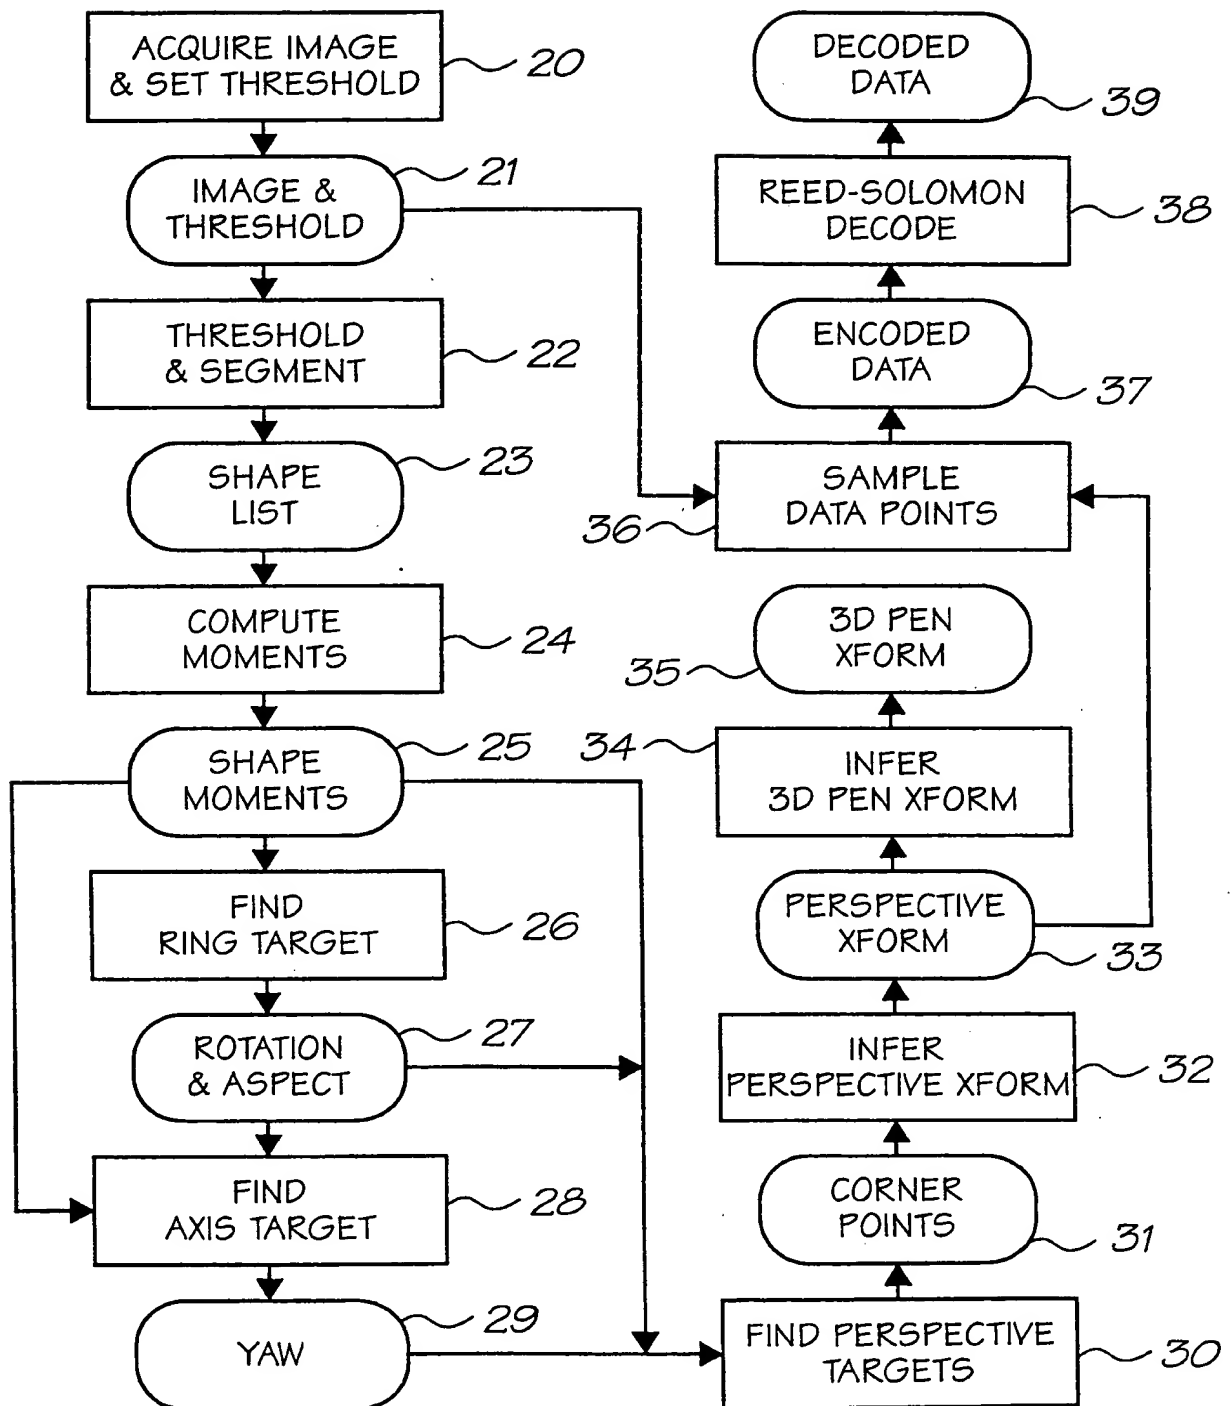 ACQUIRE IMAGE
& SET THRESHOLD
20
IMAGE &
THRESHOLD
21
THRESHOLD
& SEGMENT
22
SHAPE
LIST
23
COMPUTE
MOMENTS
24
SHAPE
MOMENTS
25
FIND
RING TARGET
26
ROTATION
& ASPECT
27
FIND
AXIS TARGET
28
YAW
29
DECODED
DATA
39
REED-SOLOMON
DECODE
38
ENCODED
DATA
37
SAMPLE
DATA POINTS
36
3D PEN
XFORM
35
INFER
3D PEN XFORM
34
PERSPECTIVE
XFORM
33
INFER
PERSPECTIVE XFORM
32
CORNER
POINTS
31
FIND PERSPECTIVE
TARGETS
30